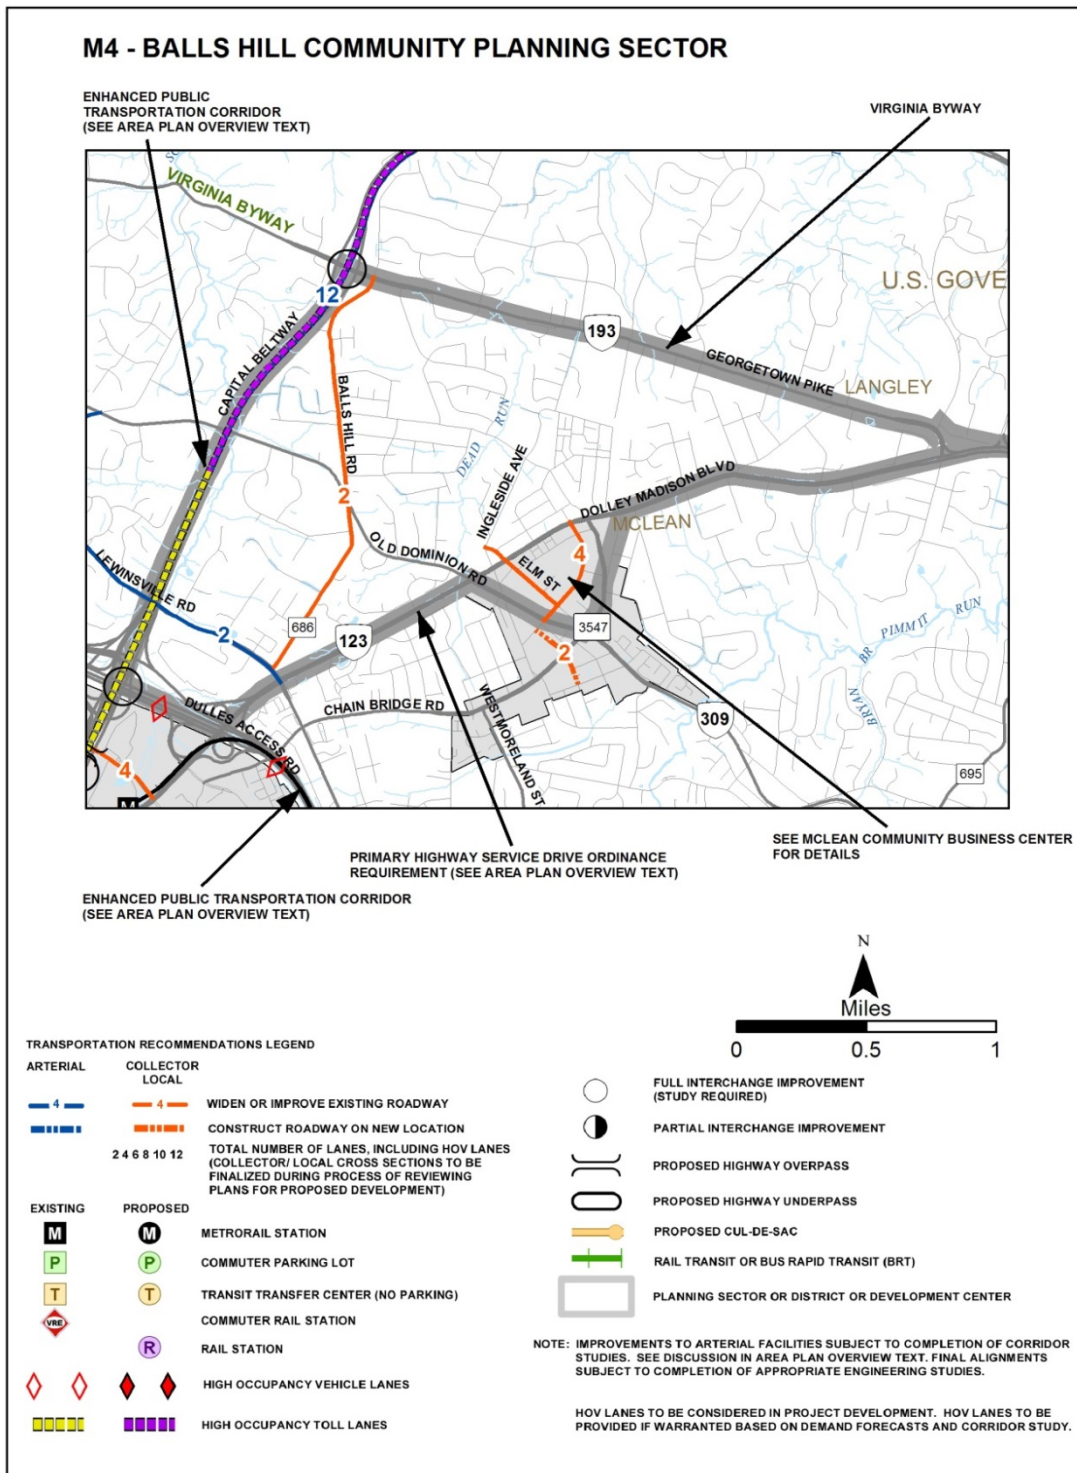 M4 - BALLS HILL COMMUNITY PLANNING SECTOR
ENHANCED PUBLIC
TRANSPORTATION CORRIDOR
(SEE AREA PLAN OVERVIEW TEXT)
VIRGINIA BYWAY
VIRGINIA BYWAY
12
U.S. GOVE
193
CAPITAL BELTWAY
GEORGETOWN PIKE
LANGLEY
BALLS HILL RD
DEAD RUN
INGLESIDE AVE
DOLLEY MADISON BLVD
2
MCLEAN
OLD DOMINION RD
ELM ST
4
LEWINSVILLE RD
2
686
123
3547
2
PIMMIT RUN
BRYAN BR
DULLES ACCESS RD
CHAIN BRIDGE RD
WESTMORELAND ST
309
4
695
M
SEE MCLEAN COMMUNITY BUSINESS CENTER
FOR DETAILS
PRIMARY HIGHWAY SERVICE DRIVE ORDINANCE
REQUIREMENT (SEE AREA PLAN OVERVIEW TEXT)
ENHANCED PUBLIC TRANSPORTATION CORRIDOR
(SEE AREA PLAN OVERVIEW TEXT)
N
Miles
0 0.5 1
TRANSPORTATION RECOMMENDATIONS LEGEND
ARTERIAL COLLECTOR
LOCAL
4 4 WIDEN OR IMPROVE EXISTING ROADWAY
CONSTRUCT ROADWAY ON NEW LOCATION
2 4 6 8 10 12 TOTAL NUMBER OF LANES, INCLUDING HOV LANES
(COLLECTOR/ LOCAL CROSS SECTIONS TO BE
FINALIZED DURING PROCESS OF REVIEWING
PLANS FOR PROPOSED DEVELOPMENT)
EXISTING PROPOSED
M M METRORAIL STATION
P P COMMUTER PARKING LOT
T T TRANSIT TRANSFER CENTER (NO PARKING)
VRE COMMUTER RAIL STATION
R RAIL STATION
HIGH OCCUPANCY VEHICLE LANES
HIGH OCCUPANCY TOLL LANES
FULL INTERCHANGE IMPROVEMENT
(STUDY REQUIRED)
PARTIAL INTERCHANGE IMPROVEMENT
PROPOSED HIGHWAY OVERPASS
PROPOSED HIGHWAY UNDERPASS
PROPOSED CUL-DE-SAC
RAIL TRANSIT OR BUS RAPID TRANSIT (BRT)
PLANNING SECTOR OR DISTRICT OR DEVELOPMENT CENTER
NOTE: IMPROVEMENTS TO ARTERIAL FACILITIES SUBJECT TO COMPLETION OF CORRIDOR
STUDIES. SEE DISCUSSION IN AREA PLAN OVERVIEW TEXT. FINAL ALIGNMENTS
SUBJECT TO COMPLETION OF APPROPRIATE ENGINEERING STUDIES.
HOV LANES TO BE CONSIDERED IN PROJECT DEVELOPMENT. HOV LANES TO BE
PROVIDED IF WARRANTED BASED ON DEMAND FORECASTS AND CORRIDOR STUDY.